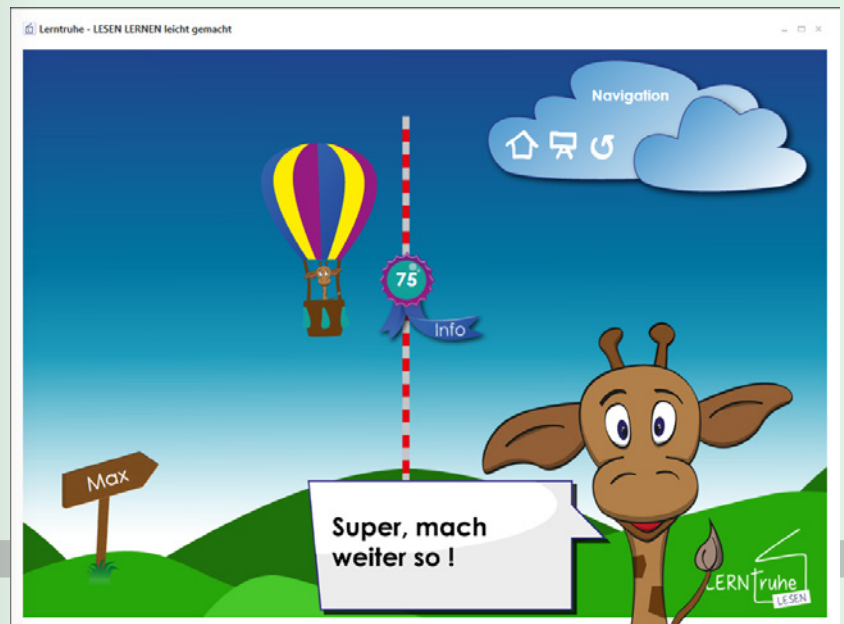 Lerntruhe - LESEN LERNEN leicht gemacht
Navigation
75
Info
Max
Super, mach
weiter so !
LERNTruhe
LESEN